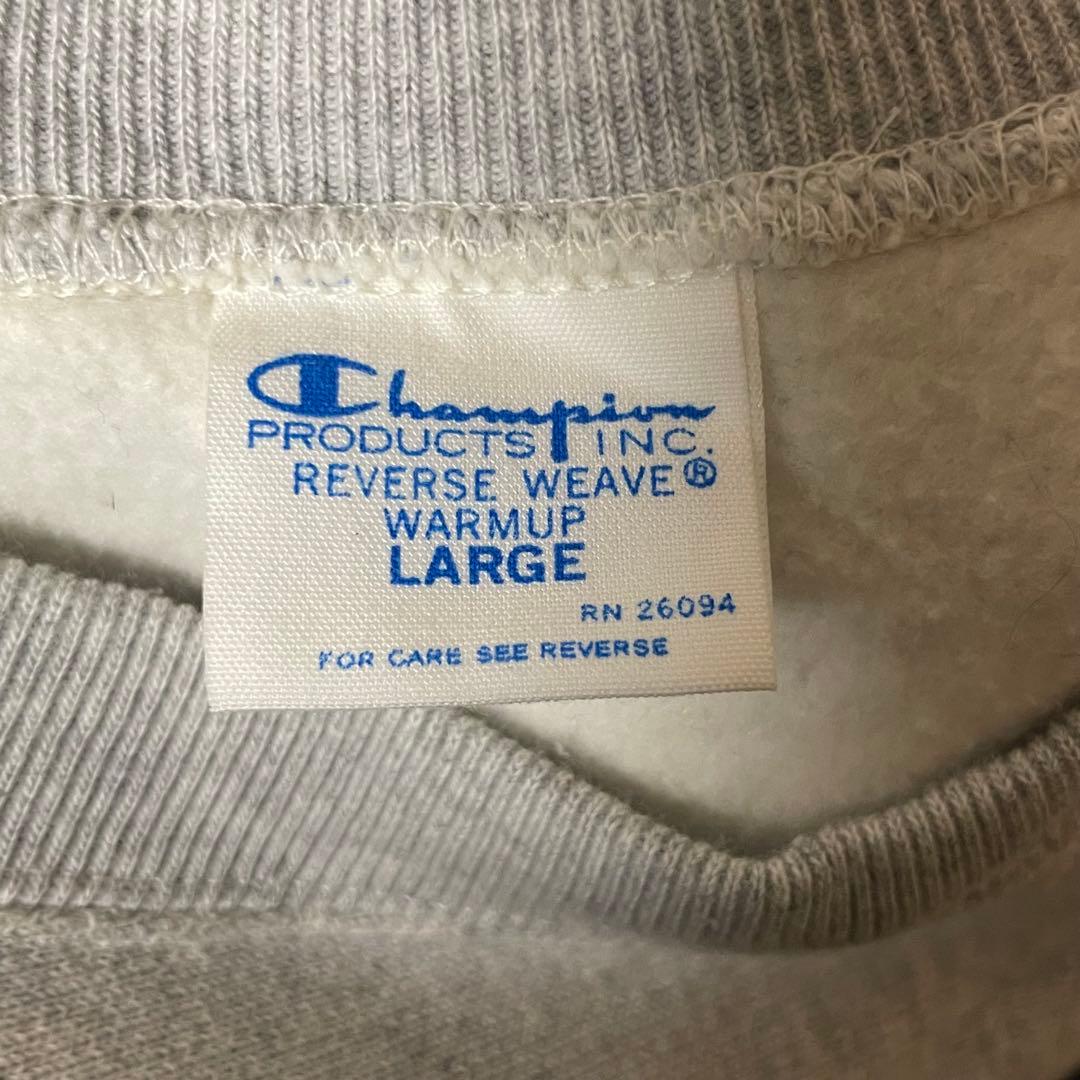 Champion
PRODUCTS INC.
REVERSE WEAVE®
WARMUP
LARGE
RN 26094
FOR CARE SEE REVERSE